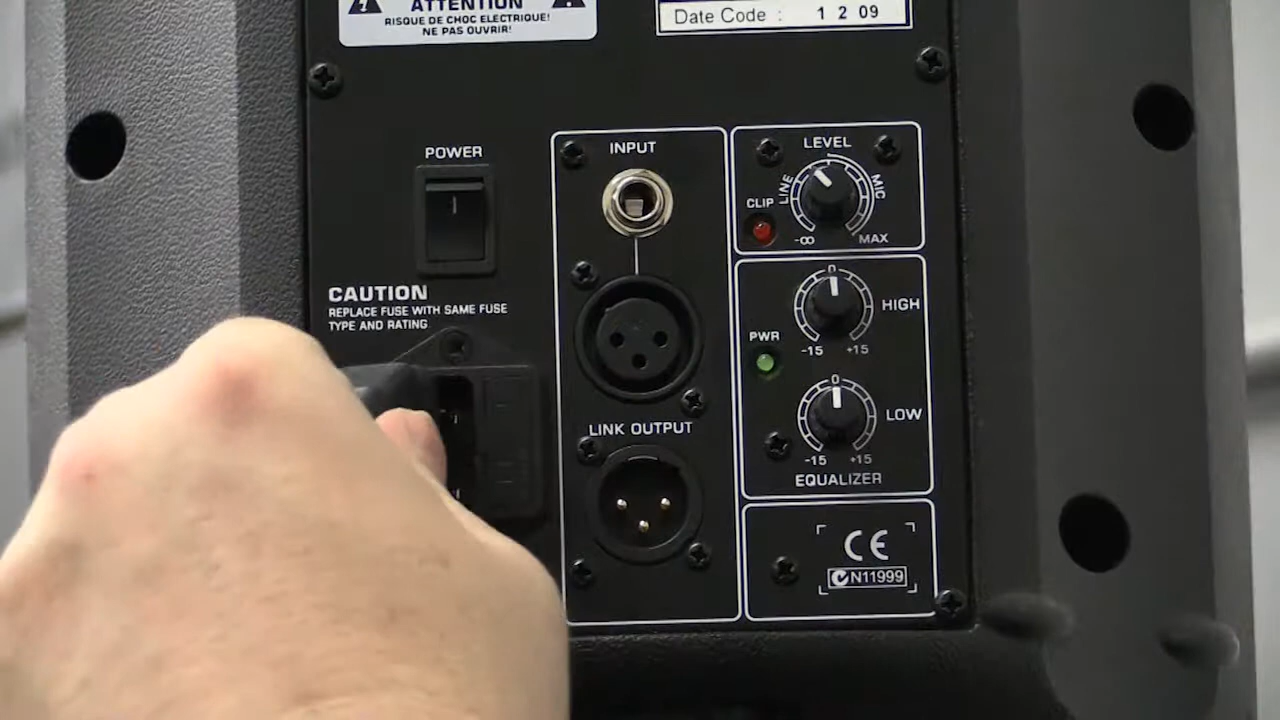 ATTENTION
RISQUE DE CHOC ELECTRIQUE!
NE PAS OUVRIR!
Date Code : 1 2 09
POWER
INPUT
LEVEL
LINE
MIC
CLIP
-∞
MAX
CAUTION
REPLACE FUSE WITH SAME FUSE
TYPE AND RATING
0
HIGH
-15 +15
PWR
0
LOW
-15 +15
EQUALIZER
LINK OUTPUT
CE
N11999